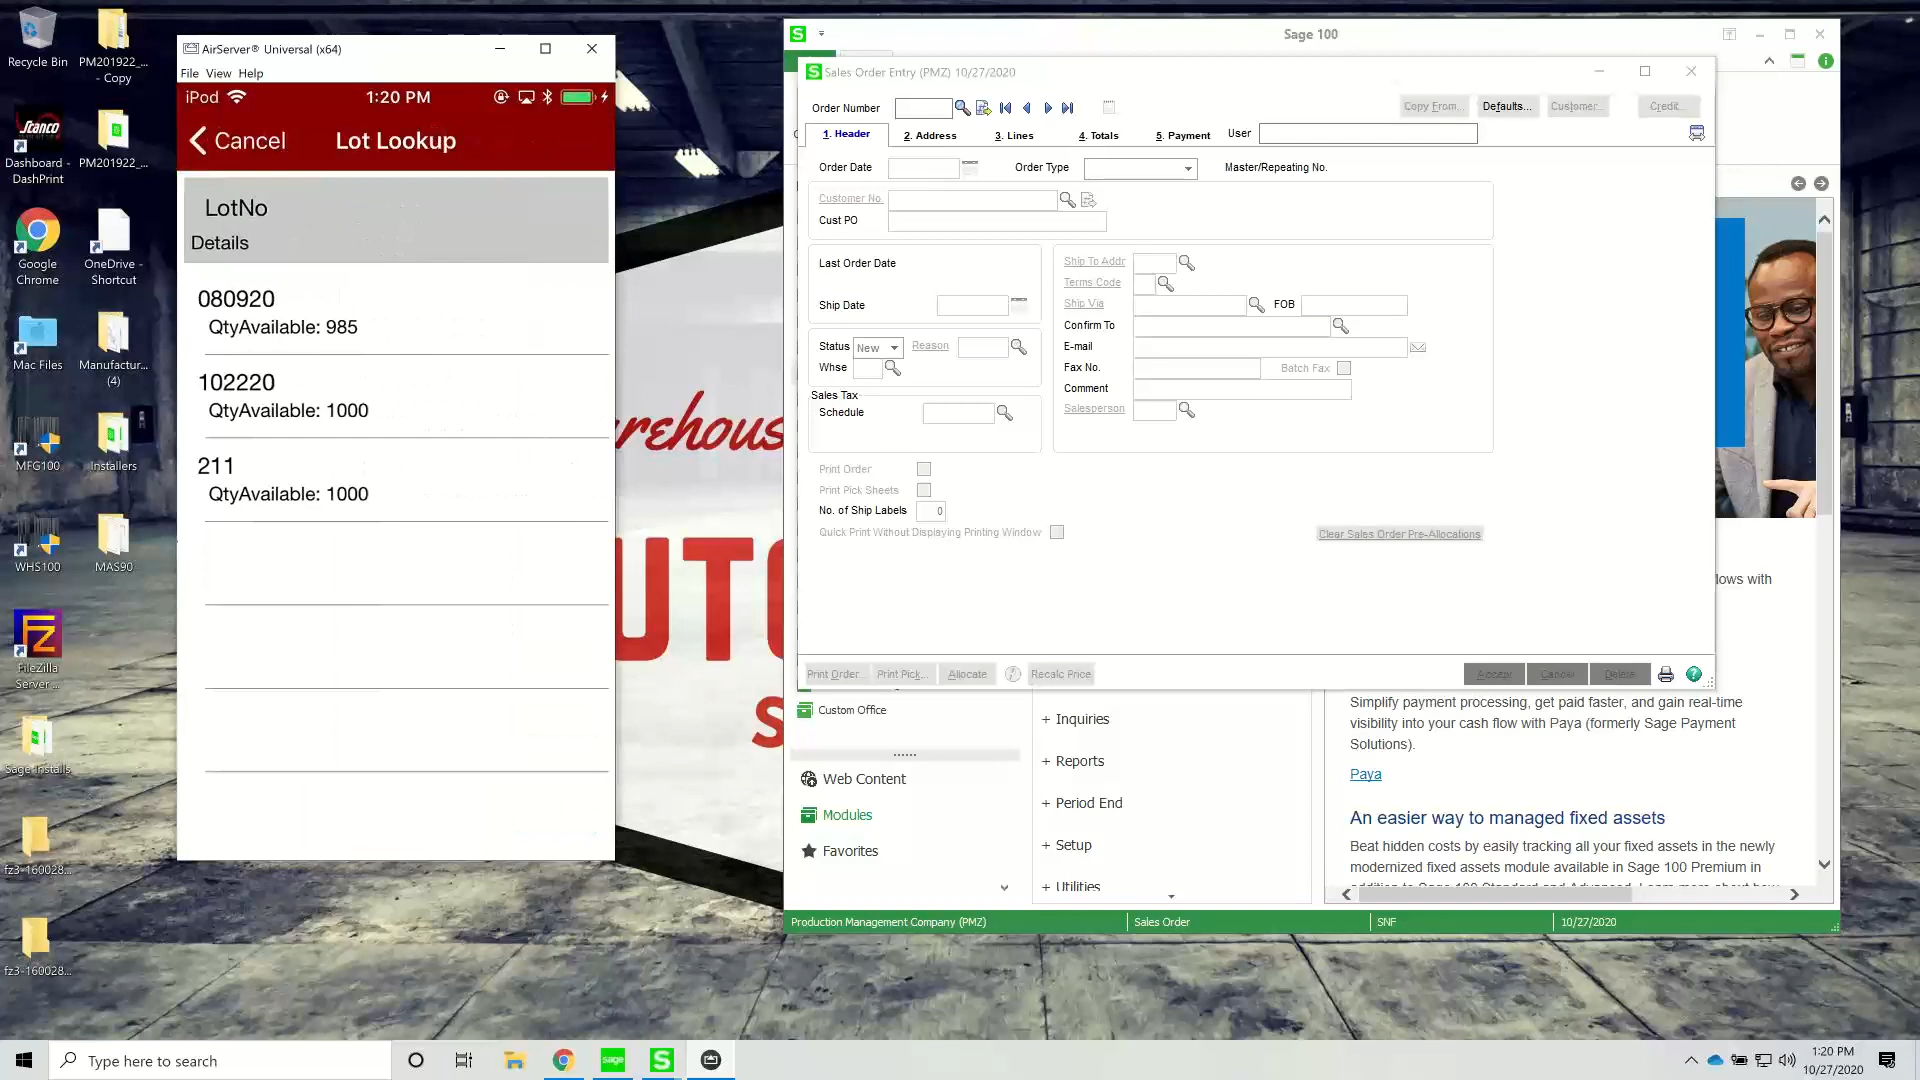 Recycle Bin
PM201922_...
- Copy
Dashboard -
DashPrint
PM201922_...
Google
Chrome
OneDrive -
Shortcut
Mac Files
Manufactur...
(4)
MFG100
Installers
WHS100
MAS90
FileZilla
Server ...
Sage Installs
fz3-160028...
fz3-160028...
Stanco
AirServer® Universal (x64)
File View Help
iPod
1:20 PM
Cancel
Lot Lookup
LotNo
Details
080920
QtyAvailable: 985
102220
QtyAvailable: 1000
211
QtyAvailable: 1000
Sage 100
Sales Order Entry (PMZ) 10/27/2020
Order Number
Copy From...
Defaults...
Customer...
Credit...
1. Header
2. Address
3. Lines
4. Totals
5. Payment
User
Order Date
Order Type
Master/Repeating No.
Customer No.
Cust PO
Last Order Date
Ship Date
Status
New
Reason
Whse
Sales Tax
Schedule
Ship To Addr
Terms Code
Ship Via
FOB
Confirm To
E-mail
Fax No.
Batch Fax
Comment
Salesperson
Print Order
Print Pick Sheets
No. of Ship Labels
0
Quick Print Without Displaying Printing Window
Clear Sales Order Pre-Allocations
Print Order...
Print Pick...
Allocate
Recalc Price
Accept
Cancel
Delete
Custom Office
Web Content
Modules
Favorites
+ Inquiries
+ Reports
+ Period End
+ Setup
+ Utilities
lows with
Simplify payment processing, get paid faster, and gain real-time
visibility into your cash flow with Paya (formerly Sage Payment
Solutions).
Paya
An easier way to managed fixed assets
Beat hidden costs by easily tracking all your fixed assets in the newly
modernized fixed assets module available in Sage 100 Premium in
Production Management Company (PMZ)
Sales Order
SNF
10/27/2020
rehous
UTO
S
Type here to search
sage
1:20 PM
10/27/2020